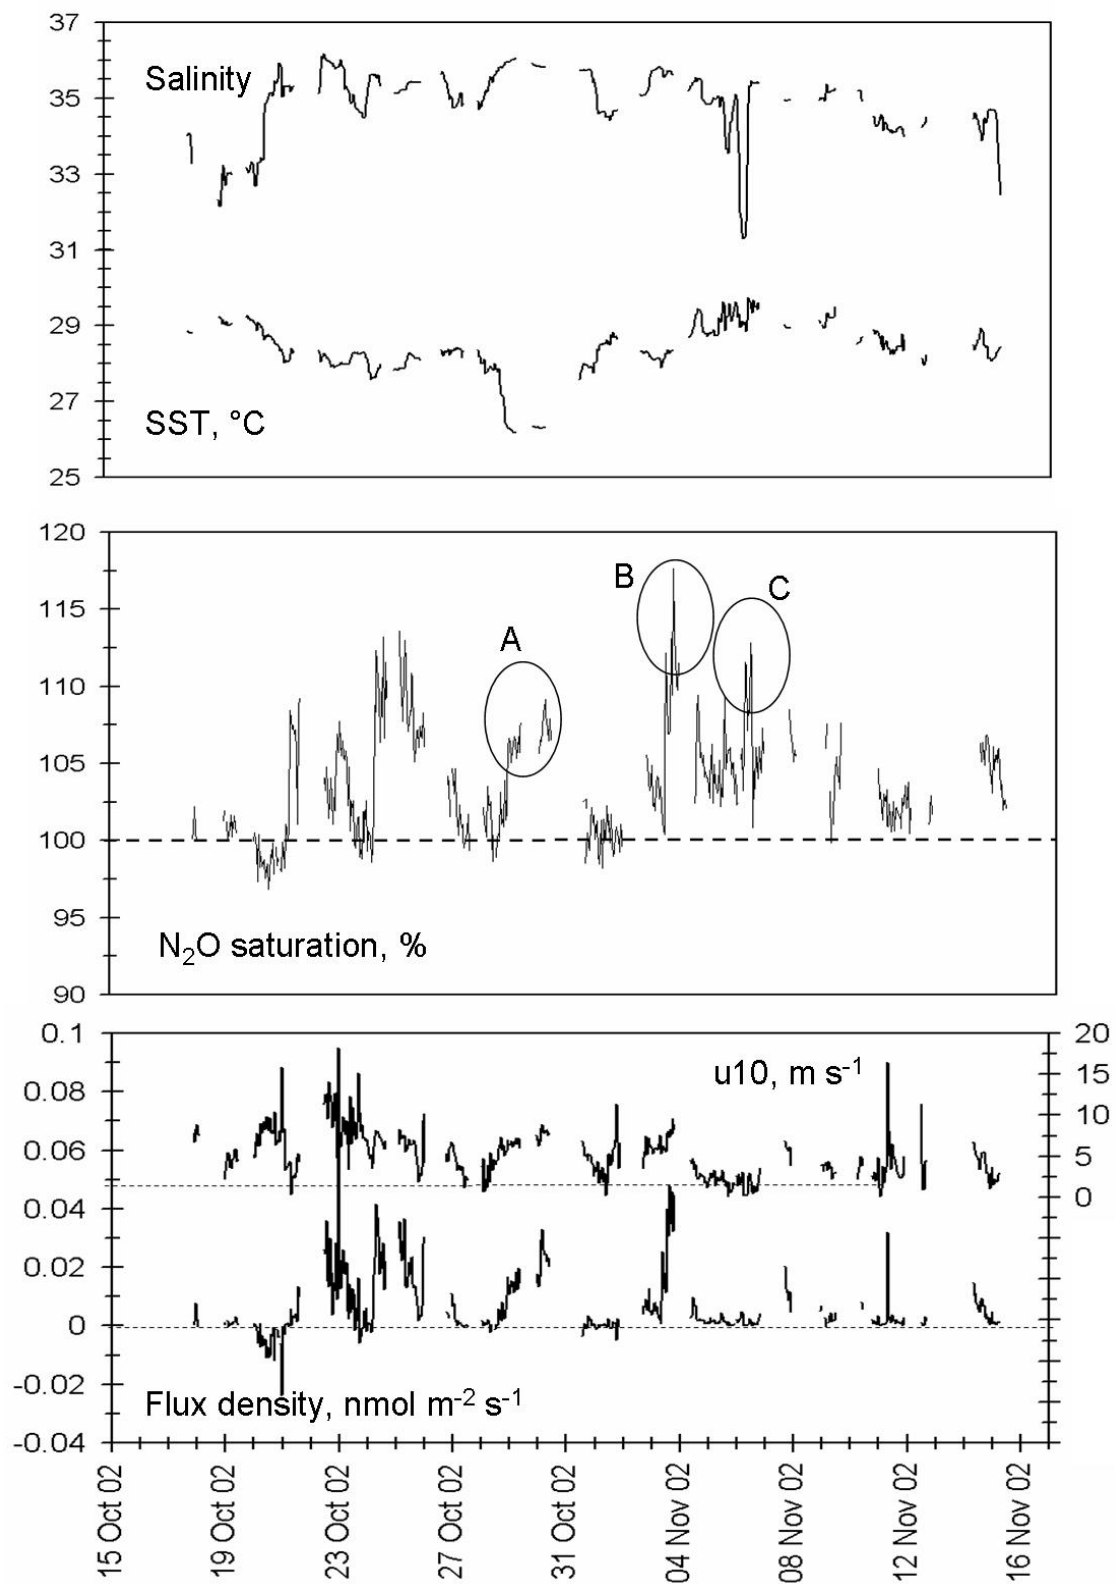 37
35
33
31
29
27
25
Salinity
SST, °C
120
115
110
105
100
95
90
A
B
C
N2O saturation, %
0.1
0.08
0.06
0.04
0.02
0
-0.02
-0.04
20
15
10
5
0
u10, m s-1
Flux density, nmol m-2 s-1
15 Oct 02
19 Oct 02
23 Oct 02
27 Oct 02
31 Oct 02
04 Nov 02
08 Nov 02
12 Nov 02
16 Nov 02